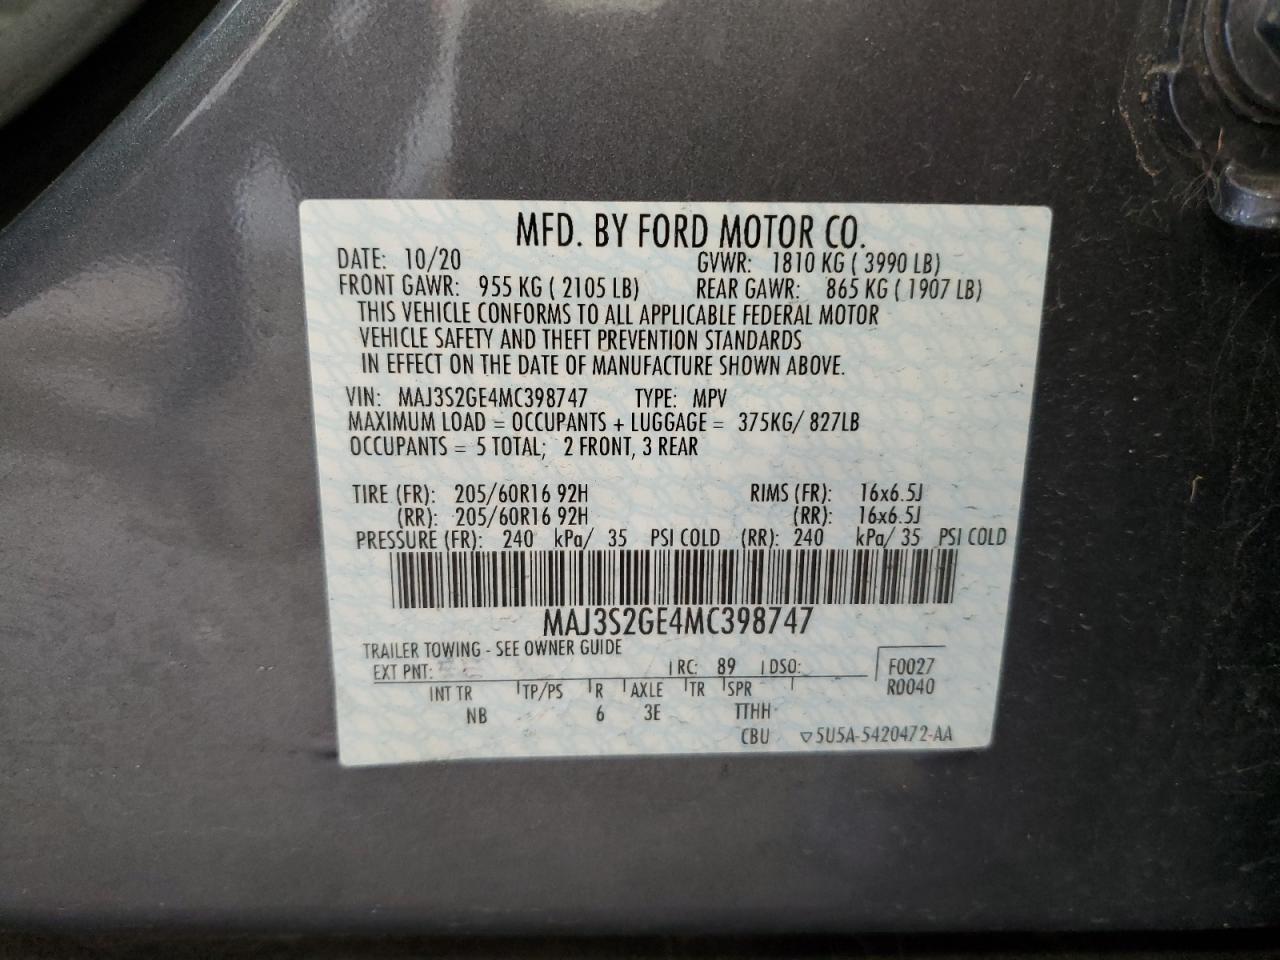 MFD. BY FORD MOTOR CO.
DATE: 10/20 GVWR: 1810 KG ( 3990 LB)
FRONT GAWR: 955 KG ( 2105 LB) REAR GAWR: 865 KG ( 1907 LB)
THIS VEHICLE CONFORMS TO ALL APPLICABLE FEDERAL MOTOR
VEHICLE SAFETY AND THEFT PREVENTION STANDARDS
IN EFFECT ON THE DATE OF MANUFACTURE SHOWN ABOVE.
VIN: MAJ3S2GE4MC398747 TYPE: MPV
MAXIMUM LOAD = OCCUPANTS + LUGGAGE = 375KG/ 827LB
OCCUPANTS = 5 TOTAL; 2 FRONT, 3 REAR
TIRE (FR): 205/60R16 92H RIMS (FR): 16x6.5J
(RR): 205/60R16 92H (RR): 16x6.5J
PRESSURE (FR): 240 kPa/ 35 PSI COLD (RR): 240 kPa/ 35 PSI COLD
MAJ3S2GE4MC398747
TRAILER TOWING - SEE OWNER GUIDE
EXT PNT: RC: 89 DSO: F0027
INT TR TP/PS R AXLE TR SPR R0040
NB 6 3E TTHH
CBU ▽5U5A-5420472-AA